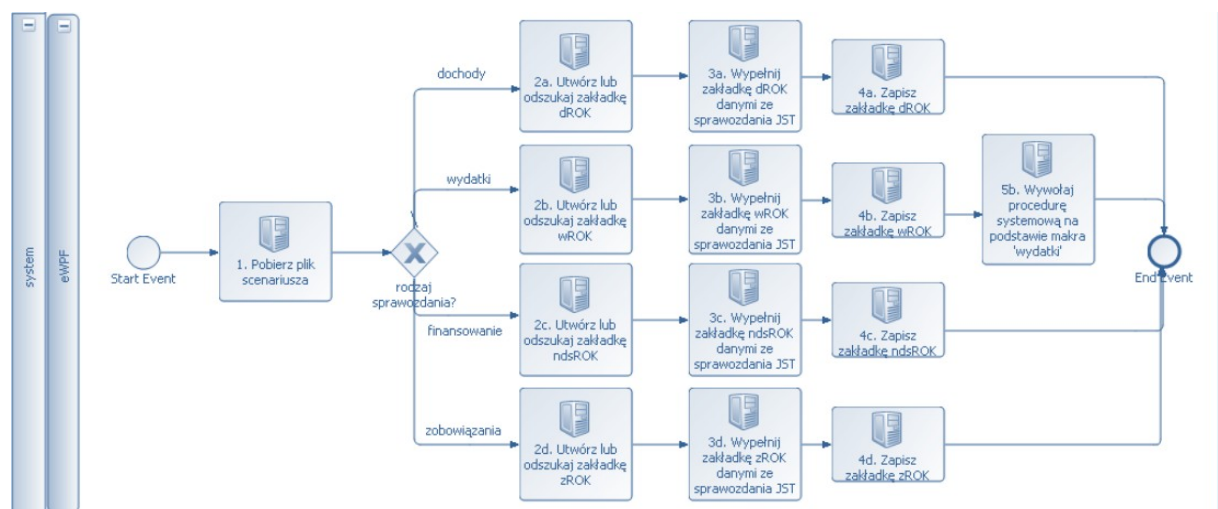 system
eWPF
Start Event
1. Pobierz plik
scenariusza
rodzaj
sprawozdania?
dochody
2a. Utwórz lub
odszukaj zakładkę
dROK
3a. Wypełnij
zakładkę dROK
danymi ze
sprawozdania JST
4a. Zapisz
zakładkę dROK
wydatki
2b. Utwórz lub
odszukaj zakładkę
wROK
3b. Wypełnij
zakładkę wROK
danymi ze
sprawozdania JST
4b. Zapisz
zakładkę wROK
5b. Wywołaj
procedurę
systemową na
podstawie makra
'wydatki'
finansowanie
2c. Utwórz lub
odszukaj zakładkę
ndsROK
3c. Wypełnij
zakładkę ndsROK
danymi ze
sprawozdania JST
4c. Zapisz
zakładkę ndsROK
zobowiązania
2d. Utwórz lub
odszukaj zakładkę
zROK
3d. Wypełnij
zakładkę zROK
danymi ze
sprawozdania JST
4d. Zapisz
zakładkę zROK
End Event